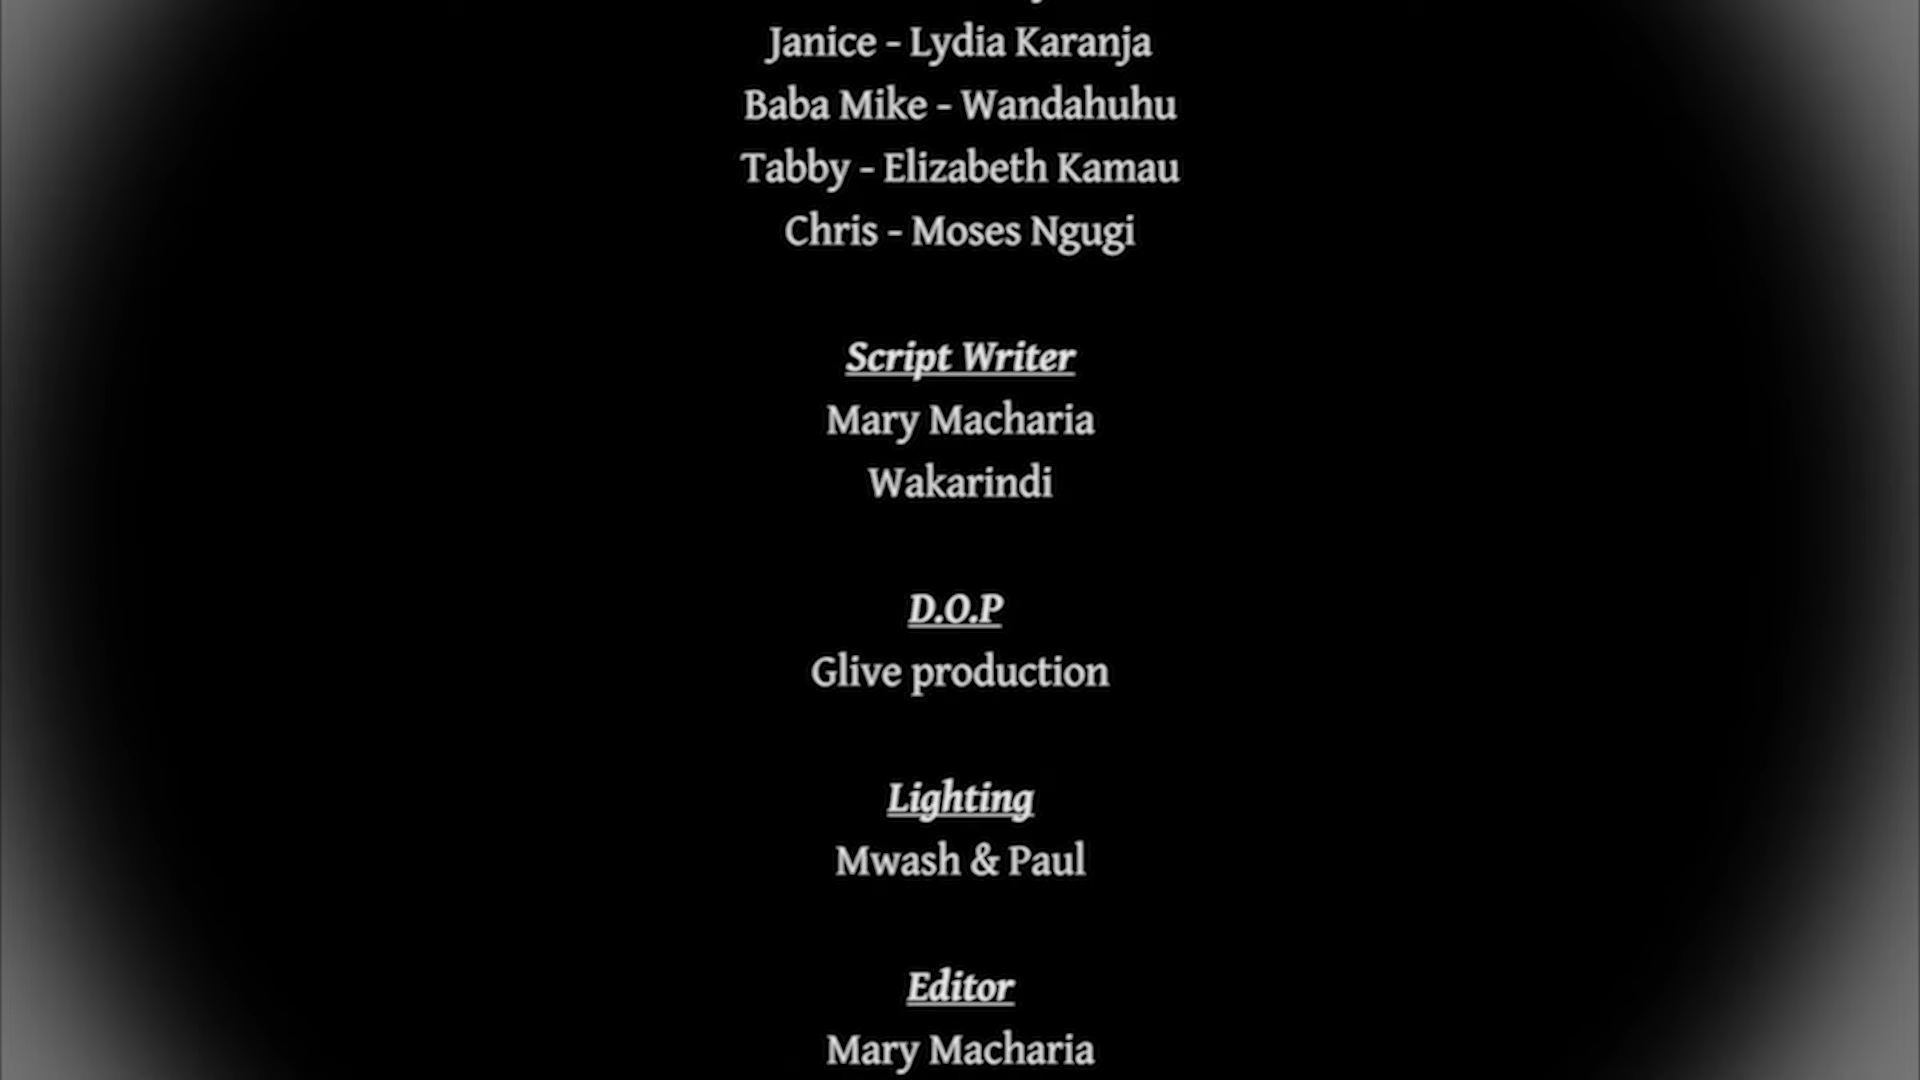 Janice - Lydia Karanja
Baba Mike - Wandahuhu
Tabby - Elizabeth Kamau
Chris - Moses Ngugi
Script Writer
Mary Macharia
Wakarindi
D.O.P
Glive production
Lighting
Mwash & Paul
Editor
Mary Macharia